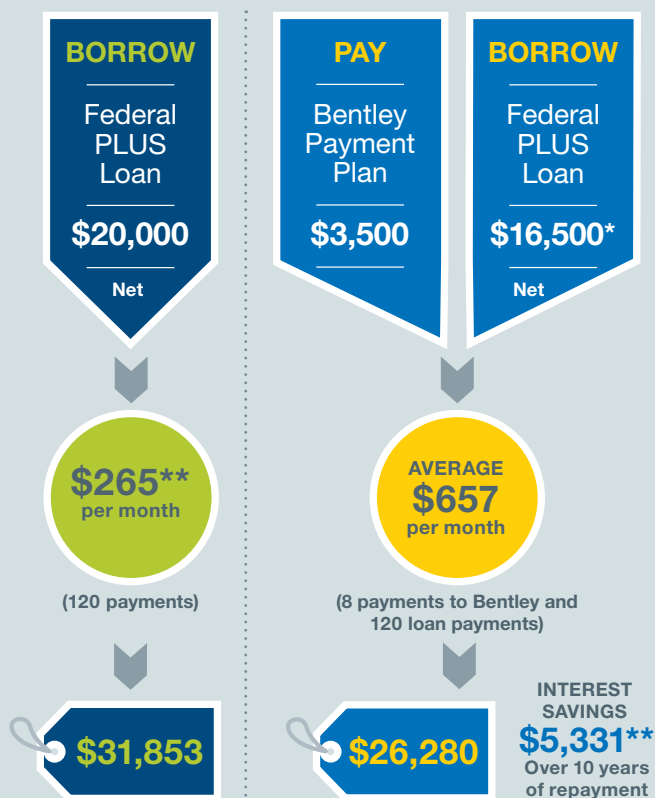 BORROW
Federal
PLUS
Loan
$20,000
Net
$265**
per month
(120 payments)
$31,853
PAY
Bentley
Payment
Plan
$3,500
BORROW
Federal
PLUS
Loan
$16,500*
Net
AVERAGE
$657
per month
(8 payments to Bentley and
120 loan payments)
$26,280
INTEREST
SAVINGS
$5,331**
Over 10 years
of repayment